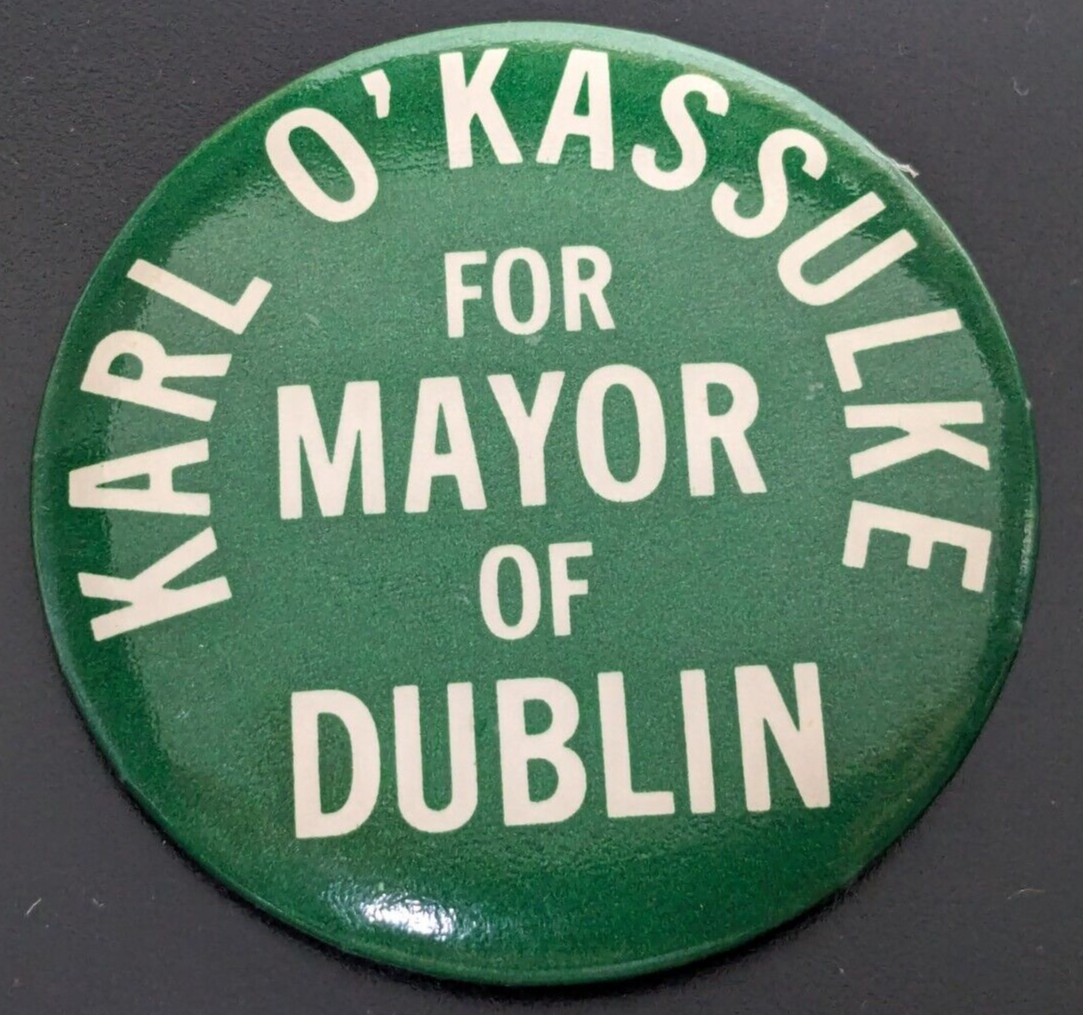 KARL O'KASSULKE
FOR
MAYOR
OF
DUBLIN